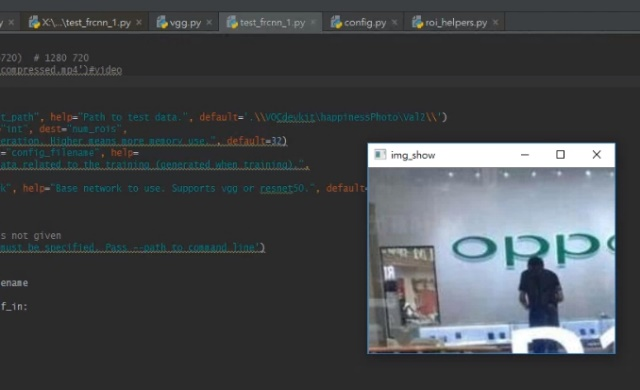 X:\...\test_frcnn_1.py × vgg.py × test_frcnn_1.py × config.py × roi_helpers.py ×
720) # 1280 720
compressed.mp4')#video
t_path", help="Path to test data.", default='.\\VOCdevkit\happinessPhoto\Val2\\')
"int", dest="num_rois",
eration. Higher means more memory use.", default=32)
="config_filename", help=
ata related to the training (generated when training).",
k", help="Base network to use. Supports vgg or resnet50.", default=
s not given
must be specified. Pass --path to command line')
ename
f_in:
img_show
oppo